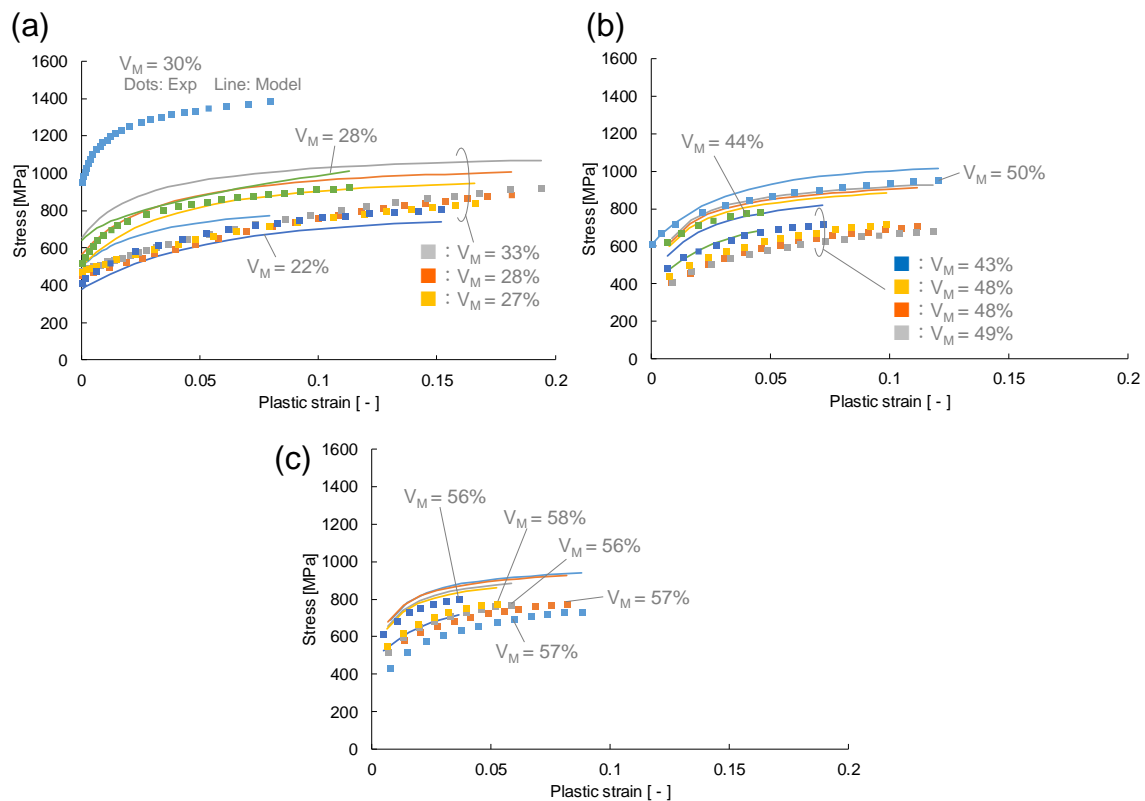 (a)
1600
1400
1200
1000
800
600
400
200
0
Stress [MPa]
0
0.05
0.1
0.15
0.2
Plastic strain [ - ]
VM = 30%
Dots: Exp Line: Model
VM = 28%
VM = 22%
: VM = 33%
: VM = 28%
: VM = 27%
(b)
1600
1400
1200
1000
800
600
400
200
0
Stress [MPa]
0
0.05
0.1
0.15
0.2
Plastic strain [ - ]
VM = 44%
VM = 50%
: VM = 43%
: VM = 48%
: VM = 48%
: VM = 49%
(c)
1600
1400
1200
1000
800
600
400
200
0
Stress [MPa]
0
0.05
0.1
0.15
0.2
Plastic strain [ - ]
VM = 56%
VM = 58%
VM = 56%
VM = 57%
VM = 57%